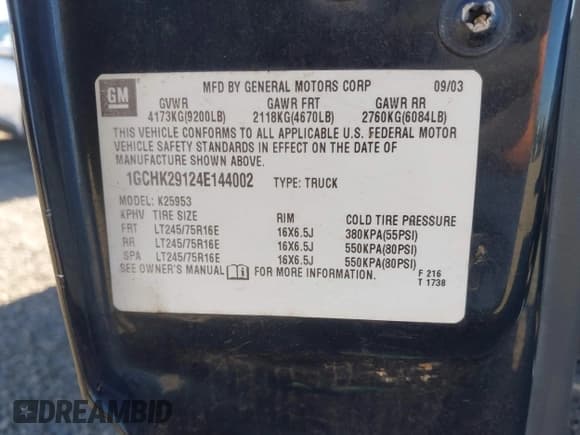 GM
MFD BY GENERAL MOTORS CORP 09/03
GVWR GAWR FRT GAWR RR
4173KG(9200LB) 2118KG(4670LB) 2760KG(6084LB)
THIS VEHICLE CONFORMS TO ALL APPLICABLE U.S. FEDERAL MOTOR
VEHICLE SAFETY STANDARDS IN EFFECT ON THE DATE OF
MANUFACTURE SHOWN ABOVE.
1GCHK29124E144002 TYPE: TRUCK
MODEL: K25953
KPHV TIRE SIZE RIM COLD TIRE PRESSURE
FRT LT245/75R16E 16X6.5J 380KPA(55PSI)
RR LT245/75R16E 16X6.5J 550KPA(80PSI)
SPA LT245/75R16E 16X6.5J 550KPA(80PSI)
SEE OWNER'S MANUAL FOR MORE INFORMATION. F 216
T 1738
DREAMBID